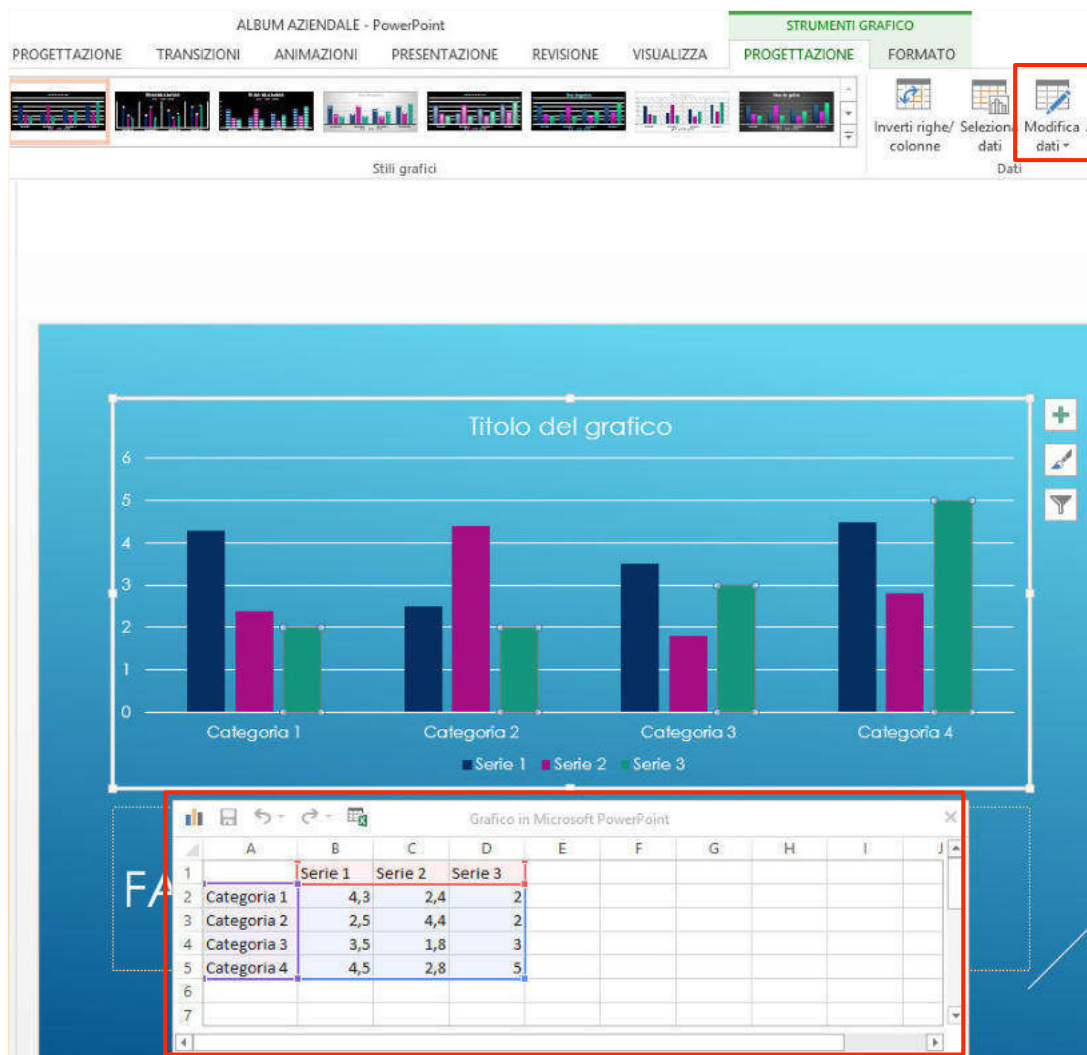 ALBUM AZIENDALE - PowerPoint
STRUMENTI GRAFICO
PROGETTAZIONE TRANSIZIONI ANIMAZIONI PRESENTAZIONE REVISIONE VISUALIZZA PROGETTAZIONE FORMATO
Inverti righe/ colonne
Seleziona dati
Modifica dati
Stili grafici
Dati
Titolo del grafico
6
5
4
3
2
1
0
Categoria 1 Categoria 2 Categoria 3 Categoria 4
Serie 1 Serie 2 Serie 3
Grafico in Microsoft PowerPoint
A B C D E F G H I J
1 Serie 1 Serie 2 Serie 3
FA
2 Categoria 1 4,3 2,4 2
3 Categoria 2 2,5 4,4 2
4 Categoria 3 3,5 1,8 3
5 Categoria 4 4,5 2,8 5
6
7